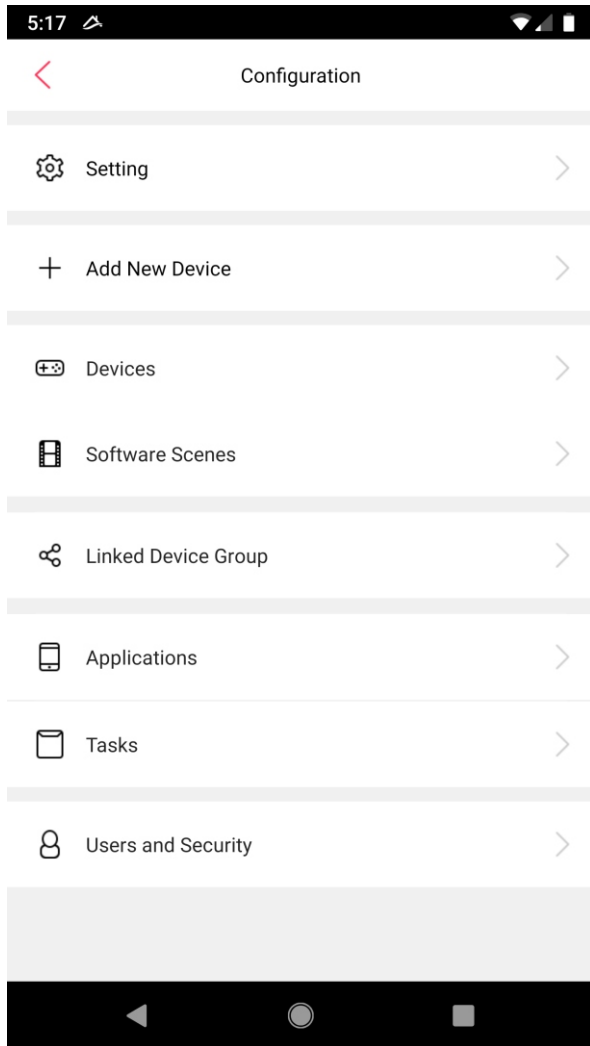 5:17
Configuration
Setting
Add New Device
Devices
Software Scenes
Linked Device Group
Applications
Tasks
Users and Security